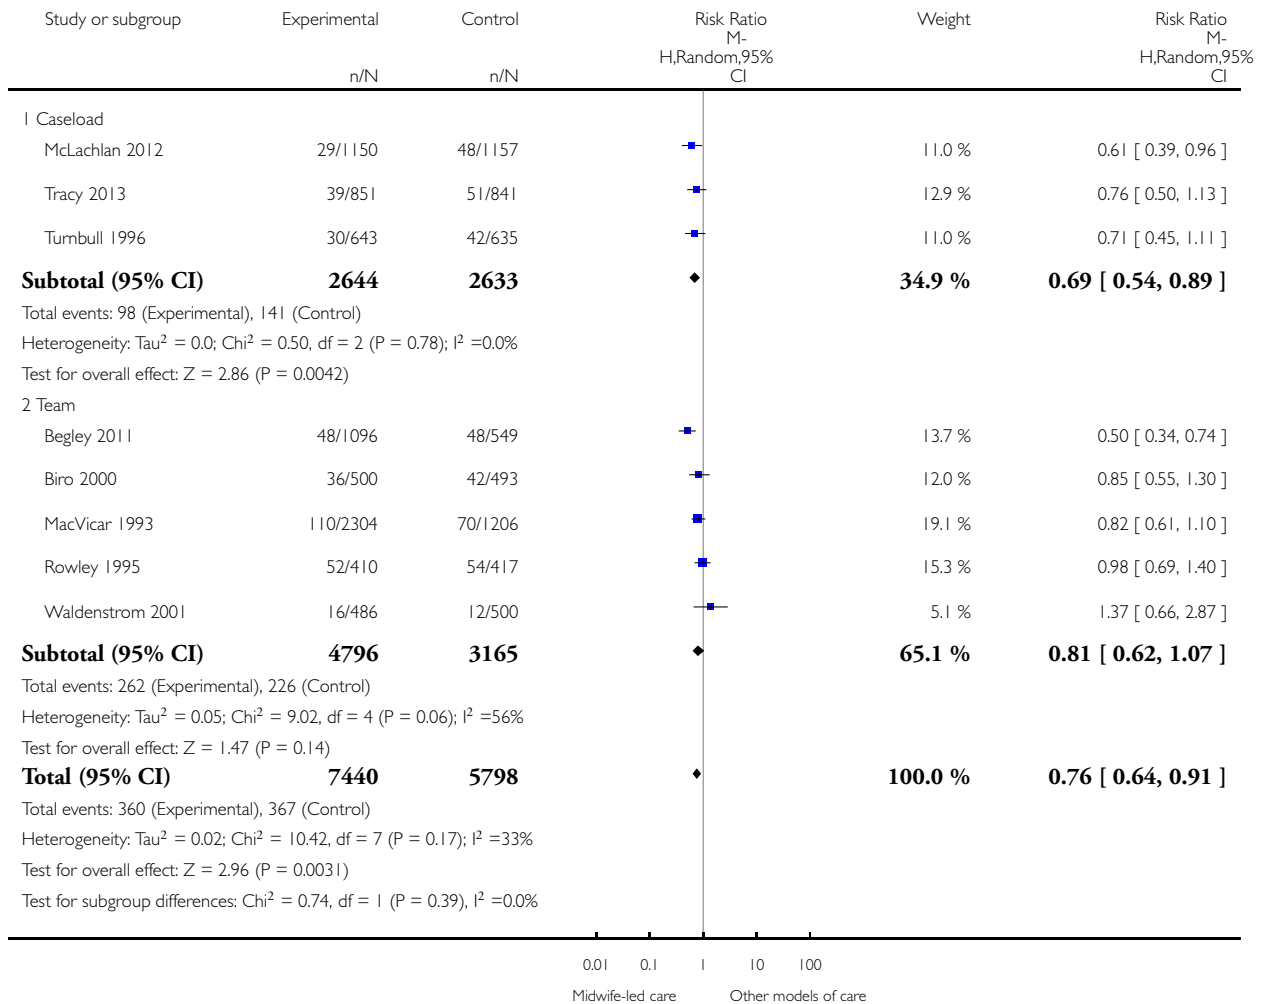 Study or subgroup Experimental Control Risk Ratio Weight Risk Ratio
M- M-
H,Random,95% H,Random,95%
n/N n/N CI CI
1 Caseload
McLachlan 2012 29/1150 48/1157 11.0 % 0.61 [ 0.39, 0.96 ]
Tracy 2013 39/851 51/841 12.9 % 0.76 [ 0.50, 1.13 ]
Turnbull 1996 30/643 42/635 11.0 % 0.71 [ 0.45, 1.11 ]
Subtotal (95% CI) 2644 2633 34.9 % 0.69 [ 0.54, 0.89 ]
Total events: 98 (Experimental), 141 (Control)
Heterogeneity: Tau² = 0.0; Chi² = 0.50, df = 2 (P = 0.78); I² =0.0%
Test for overall effect: Z = 2.86 (P = 0.0042)
2 Team
Begley 2011 48/1096 48/549 13.7 % 0.50 [ 0.34, 0.74 ]
Biro 2000 36/500 42/493 12.0 % 0.85 [ 0.55, 1.30 ]
MacVicar 1993 110/2304 70/1206 19.1 % 0.82 [ 0.61, 1.10 ]
Rowley 1995 52/410 54/417 15.3 % 0.98 [ 0.69, 1.40 ]
Waldenstrom 2001 16/486 12/500 5.1 % 1.37 [ 0.66, 2.87 ]
Subtotal (95% CI) 4796 3165 65.1 % 0.81 [ 0.62, 1.07 ]
Total events: 262 (Experimental), 226 (Control)
Heterogeneity: Tau² = 0.05; Chi² = 9.02, df = 4 (P = 0.06); I² =56%
Test for overall effect: Z = 1.47 (P = 0.14)
Total (95% CI) 7440 5798 100.0 % 0.76 [ 0.64, 0.91 ]
Total events: 360 (Experimental), 367 (Control)
Heterogeneity: Tau² = 0.02; Chi² = 10.42, df = 7 (P = 0.17); I² =33%
Test for overall effect: Z = 2.96 (P = 0.0031)
Test for subgroup differences: Chi² = 0.74, df = 1 (P = 0.39), I² =0.0%
0.01 0.1 1 10 100
Midwife-led care Other models of care